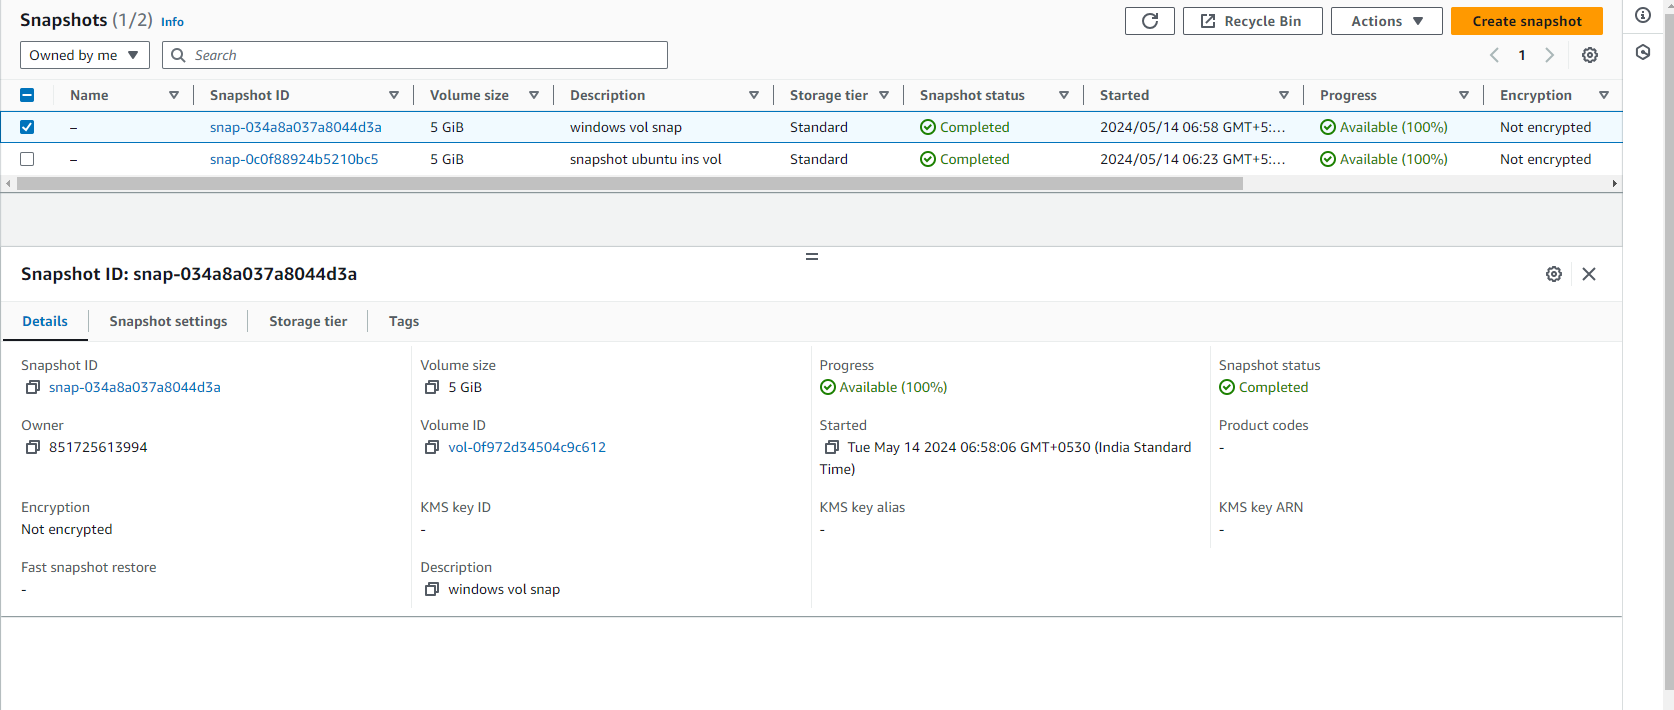 Snapshots (1/2) Info
Recycle Bin
Actions
Create snapshot
Owned by me
Search
1
Name Snapshot ID Volume size Description Storage tier Snapshot status Started Progress Encryption
– snap-034a8a037a8044d3a 5 GiB windows vol snap Standard Completed 2024/05/14 06:58 GMT+5:... Available (100%) Not encrypted
– snap-0c0f88924b5210bc5 5 GiB snapshot ubuntu ins vol Standard Completed 2024/05/14 06:23 GMT+5:... Available (100%) Not encrypted
Snapshot ID: snap-034a8a037a8044d3a
Details Snapshot settings Storage tier Tags
Snapshot ID Volume size Progress Snapshot status
snap-034a8a037a8044d3a 5 GiB Available (100%) Completed
Owner Volume ID Started Product codes
851725613994 vol-0f972d34504c9c612 Tue May 14 2024 06:58:06 GMT+0530 (India Standard -
Time)
Encryption KMS key ID KMS key alias KMS key ARN
Not encrypted - - -
Fast snapshot restore Description
- windows vol snap